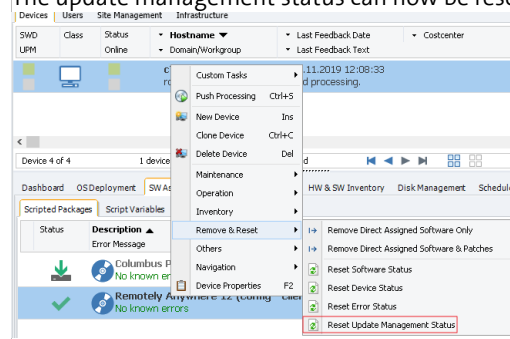 The update management status can now be rese
Devices Users Site Management Infrastructure
SWD Class Status Hostname Last Feedback Date Costcenter
UPM Online Domain/Workgroup Last Feedback Text
c .11.2019 12:08:33
ro d processing.
Custom Tasks
Push Processing Ctrl+S
New Device Ins
Clone Device Ctrl+C
Delete Device Del
Maintenance
Operation
Inventory
Remove & Reset
Others
Navigation
Device Properties F2
Device 4 of 4 1 device d
Dashboard OS Deployment SW As HW & SW Inventory Disk Management Schedul
Scripted Packages Script Variables
Status Description
Error Message
Columbus P
No known er
Remotely Anywhere 12 (Config
No known errors
Remove Direct Assigned Software Only
Remove Direct Assigned Software & Patches
Reset Software Status
Reset Device Status
Reset Error Status
Reset Update Management Status